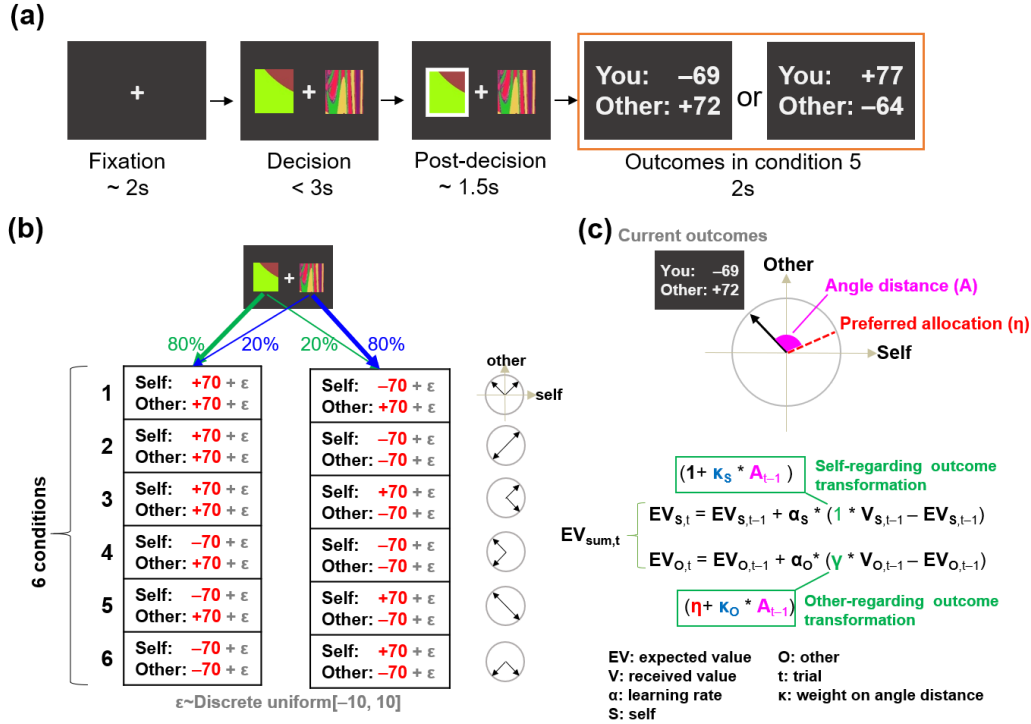 (a)
+
+
+
You: –69
Other: +72
or
You: +77
Other: –64
Fixation
~ 2s
Decision
< 3s
Post-decision
~ 1.5s
Outcomes in condition 5
2s
(b)
+
80%
20%
20%
80%
6 conditions
1
Self: +70 + ε
Other: +70 + ε
Self: –70 + ε
Other: +70 + ε
2
Self: +70 + ε
Other: +70 + ε
Self: –70 + ε
Other: –70 + ε
3
Self: +70 + ε
Other: +70 + ε
Self: +70 + ε
Other: –70 + ε
4
Self: –70 + ε
Other: +70 + ε
Self: –70 + ε
Other: –70 + ε
5
Self: –70 + ε
Other: +70 + ε
Self: +70 + ε
Other: –70 + ε
6
Self: –70 + ε
Other: –70 + ε
Self: +70 + ε
Other: –70 + ε
other
self
ε~Discrete uniform[–10, 10]
(c)
Current outcomes
You: –69
Other: +72
Other
Angle distance (A)
Preferred allocation (η)
Self
(1+ κS * At–1 )
Self-regarding outcome
transformation
EVsum,t
EVS,t = EVS,t–1 + αS * (1 * VS,t–1 – EVS,t–1)
EVO,t = EVO,t–1 + αO* (γ * VO,t–1 – EVO,t–1)
(η+ κO * At–1)
Other-regarding outcome
transformation
EV: expected value
V: received value
α: learning rate
S: self
O: other
t: trial
κ: weight on angle distance